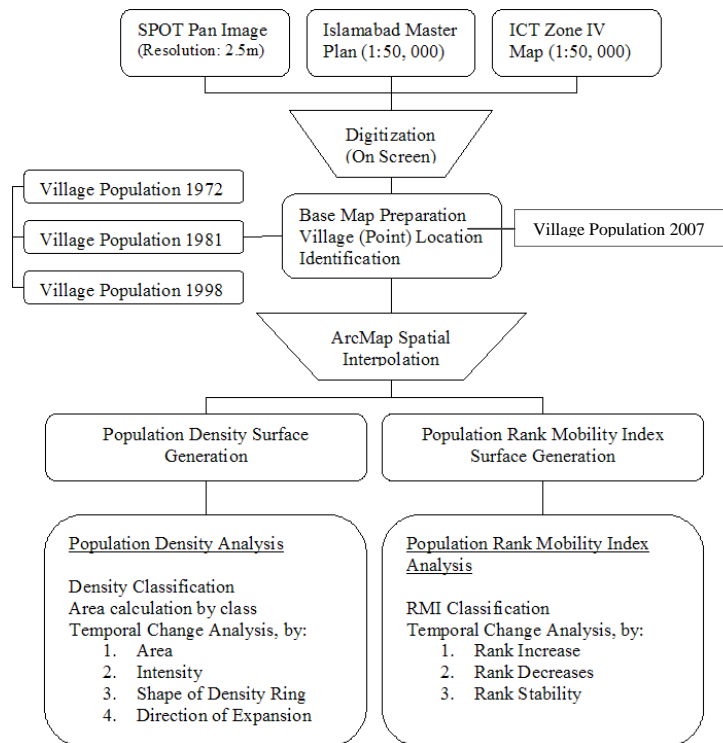 SPOT Pan Image
(Resolution: 2.5m)
Islamabad Master
Plan (1:50, 000)
ICT Zone IV
Map (1:50, 000)
Digitization
(On Screen)
Village Population 1972
Village Population 1981
Village Population 1998
Base Map Preparation
Village (Point) Location
Identification
Village Population 2007
ArcMap Spatial
Interpolation
Population Density Surface
Generation
Population Rank Mobility Index
Surface Generation
Population Density Analysis
Density Classification
Area calculation by class
Temporal Change Analysis, by:
1. Area
2. Intensity
3. Shape of Density Ring
4. Direction of Expansion
Population Rank Mobility Index
Analysis
RMI Classification
Temporal Change Analysis, by:
1. Rank Increase
2. Rank Decreases
3. Rank Stability